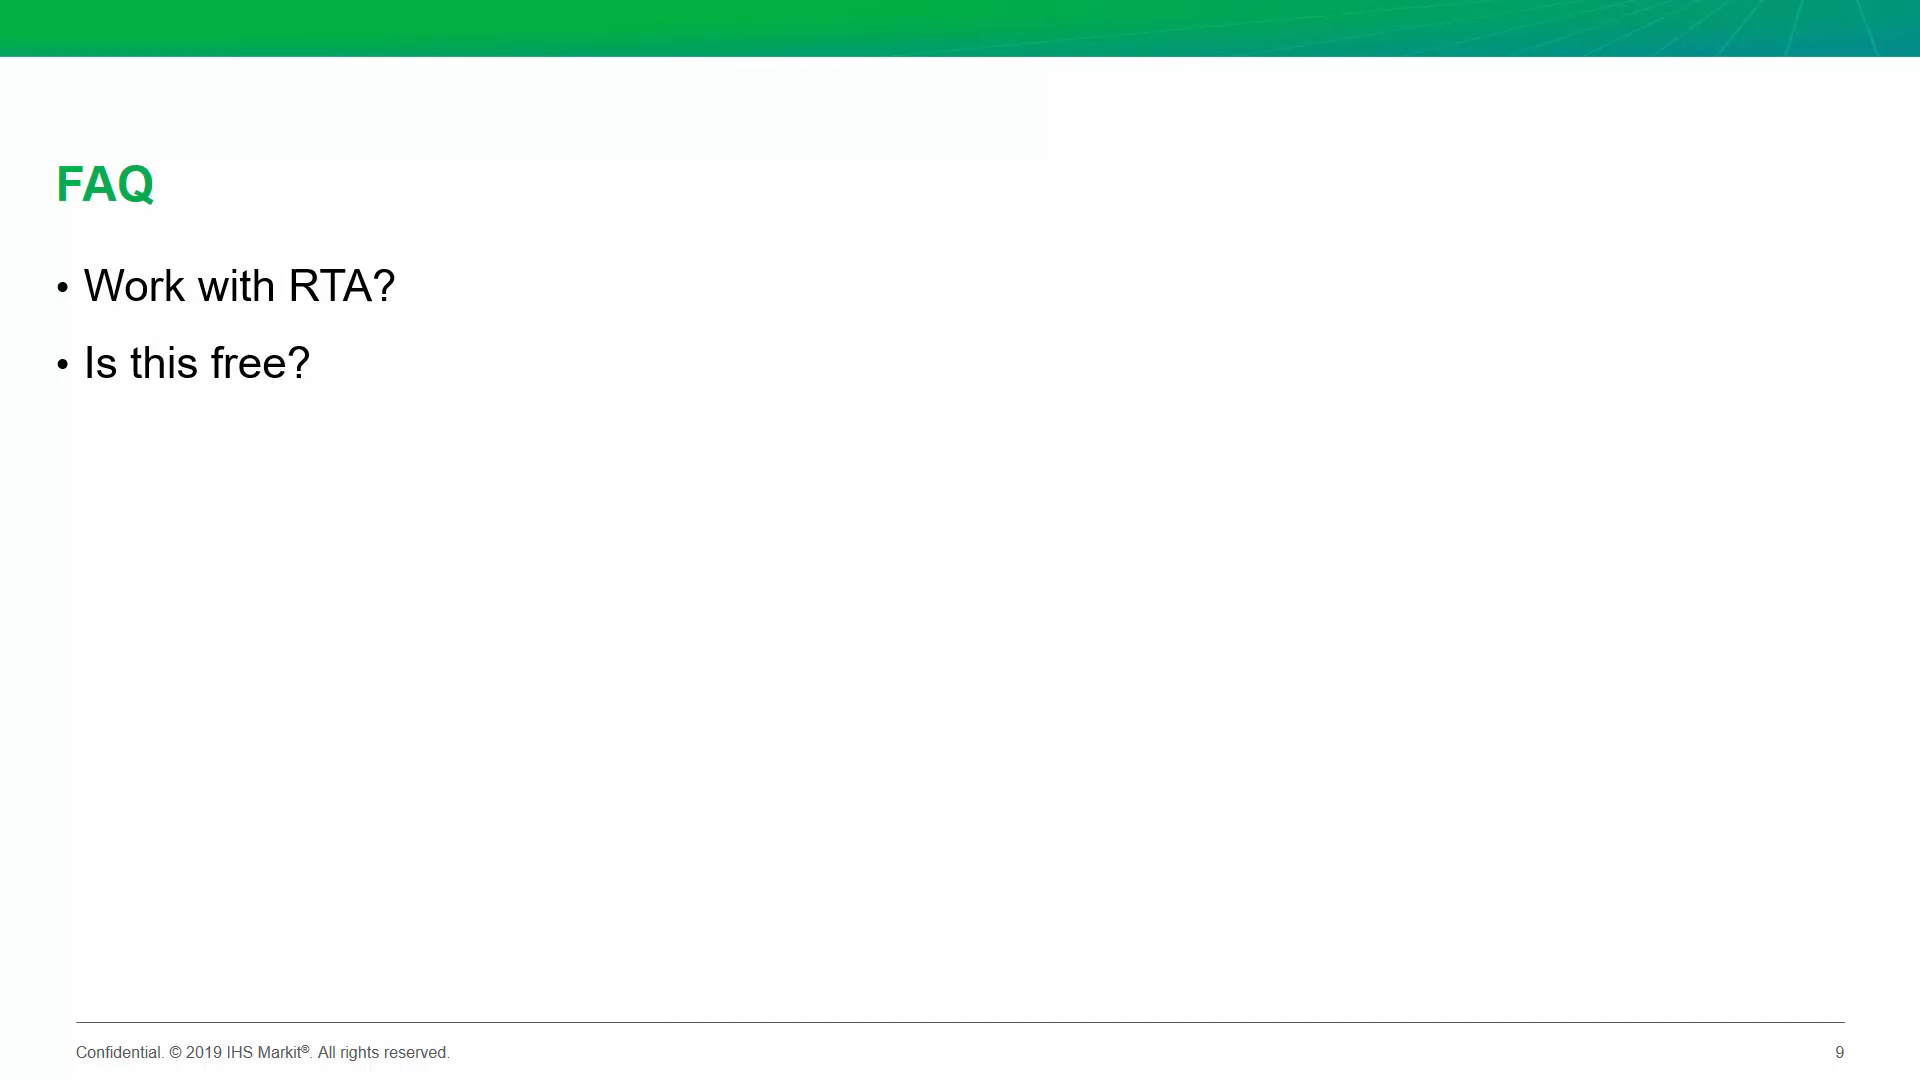 FAQ
• Work with RTA?
• Is this free?
Confidential. © 2019 IHS Markit®. All rights reserved.
9